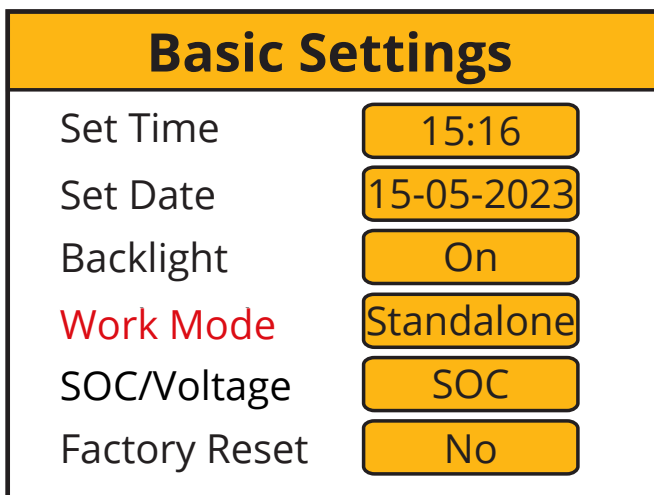 Basic Settings
Set Time 15:16
Set Date 15-05-2023
Backlight On
Work Mode Standalone
SOC/Voltage SOC
Factory Reset No